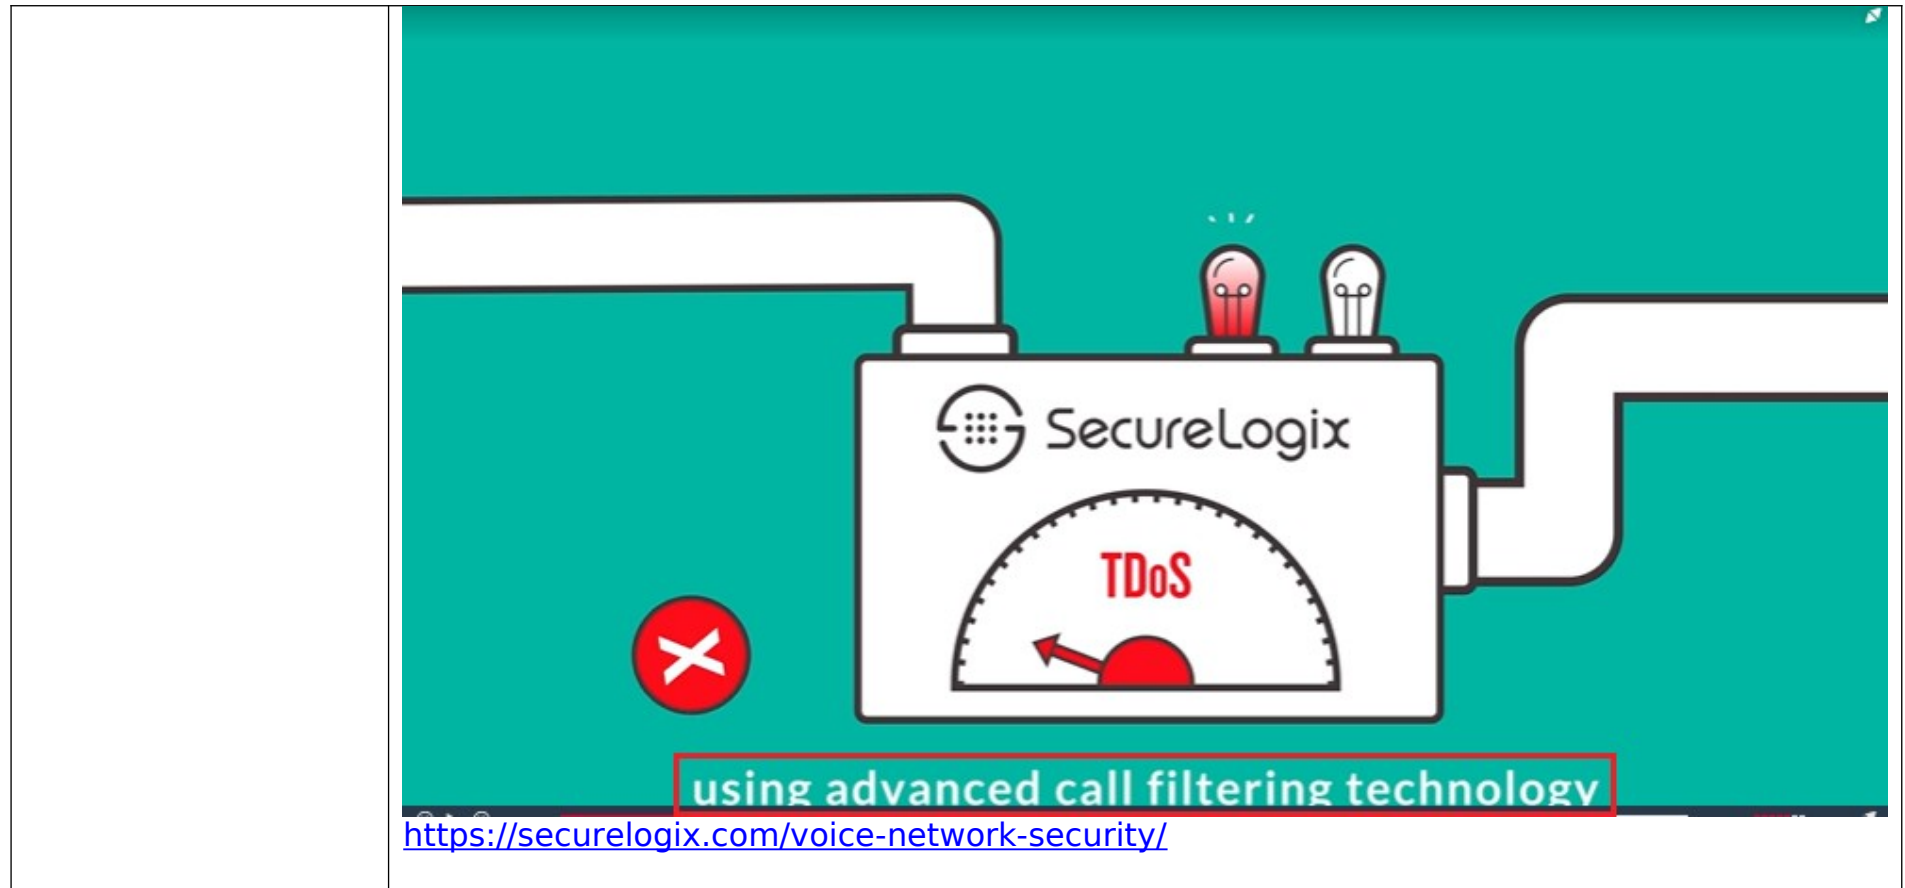 SecureLogix
TDoS
using advanced call filtering technology
https://securelogix.com/voice-network-security/